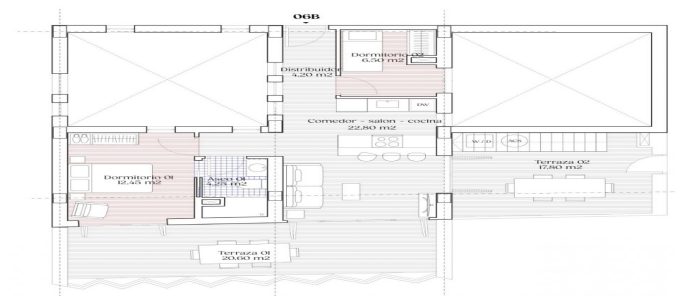 06B
Dormitorio 02
6.50 m2
Distribuidor
4.20 m2
DW
Comedor - salon - cocina
22.80 m2
Terraza 02
17.80 m2
Dormitorio 01
12.45 m2
Aseo 01
4.25 m2
Terraza 01
20.60 m2